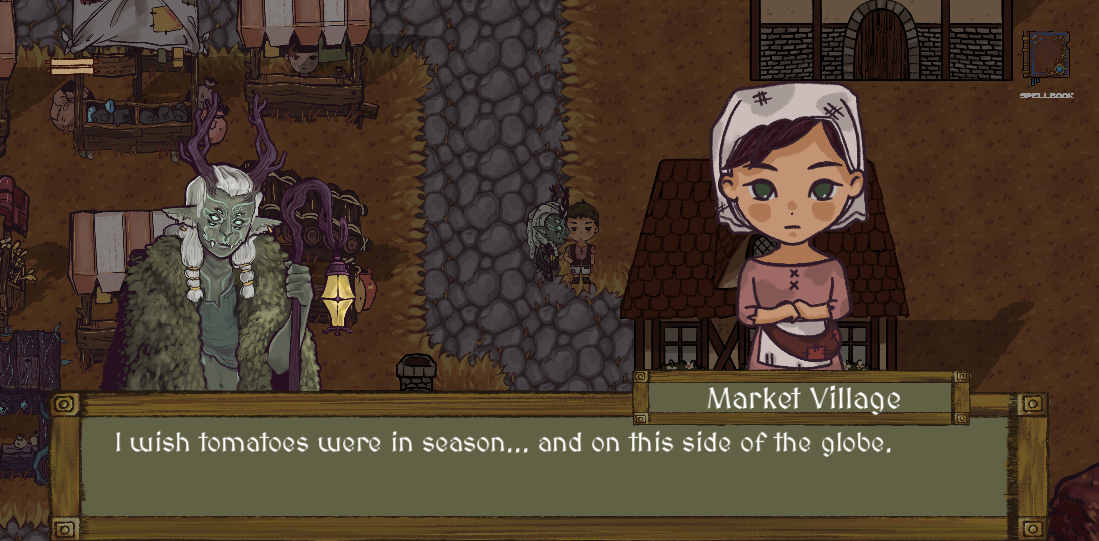 SPELLBOOK
Market Village
I wish tomatoes were in season... and on this side of the globe.